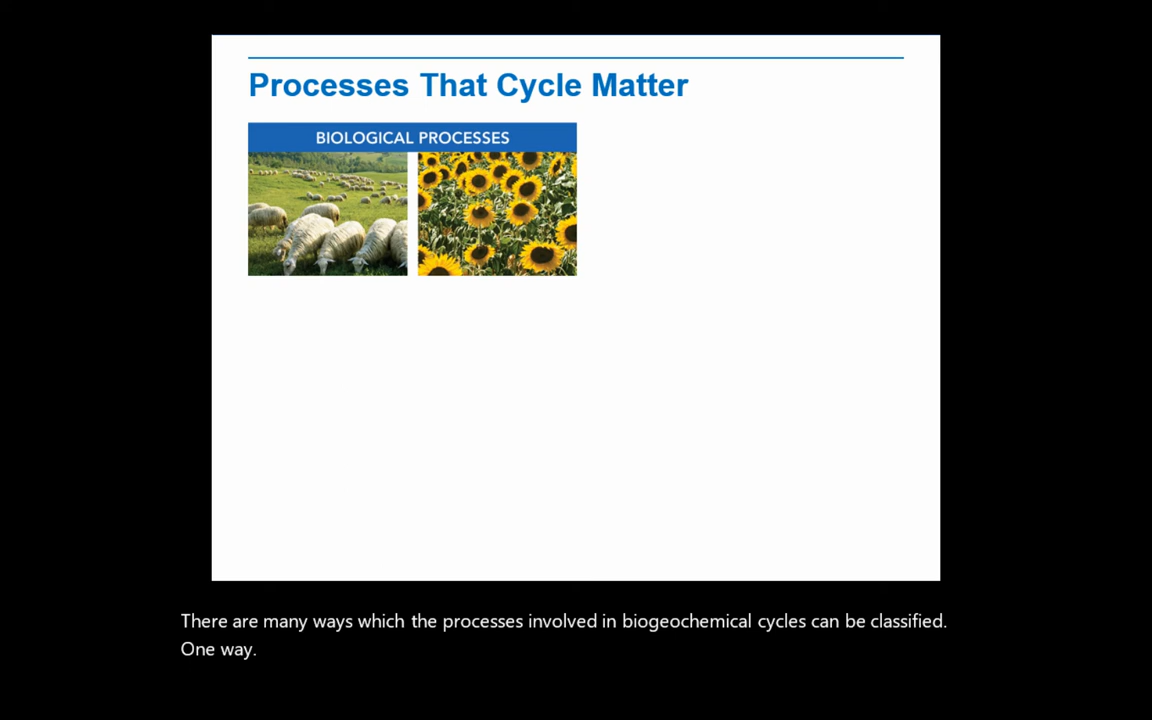 Processes That Cycle Matter
BIOLOGICAL PROCESSES
There are many ways which the processes involved in biogeochemical cycles can be classified.
One way.